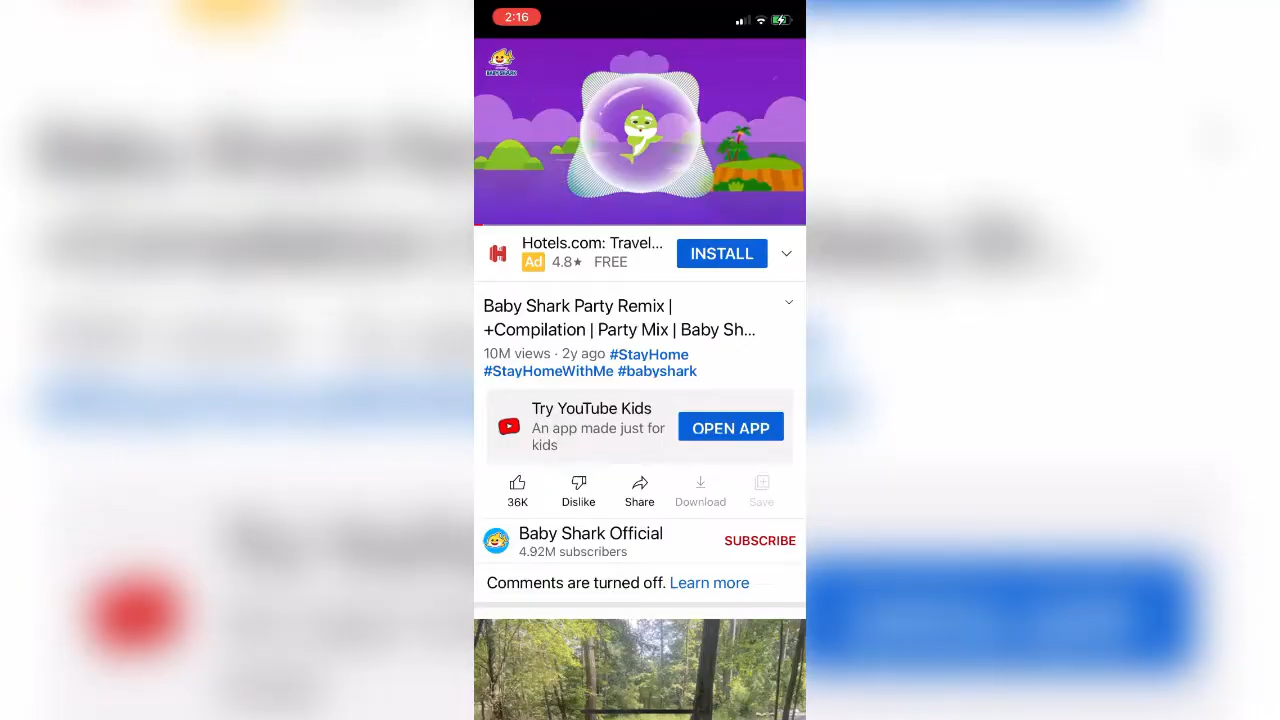 2:16
BABY SHARK
Hotels.com: Travel...
INSTALL
Ad 4.8★ FREE
Baby Shark Party Remix |
+Compilation | Party Mix | Baby Sh...
10M views · 2y ago #StayHome
#StayHomeWithMe #babyshark
Try YouTube Kids
An app made just for
kids
OPEN APP
36K
Dislike
Share
Download
Save
Baby Shark Official
4.92M subscribers
SUBSCRIBE
Comments are turned off. Learn more